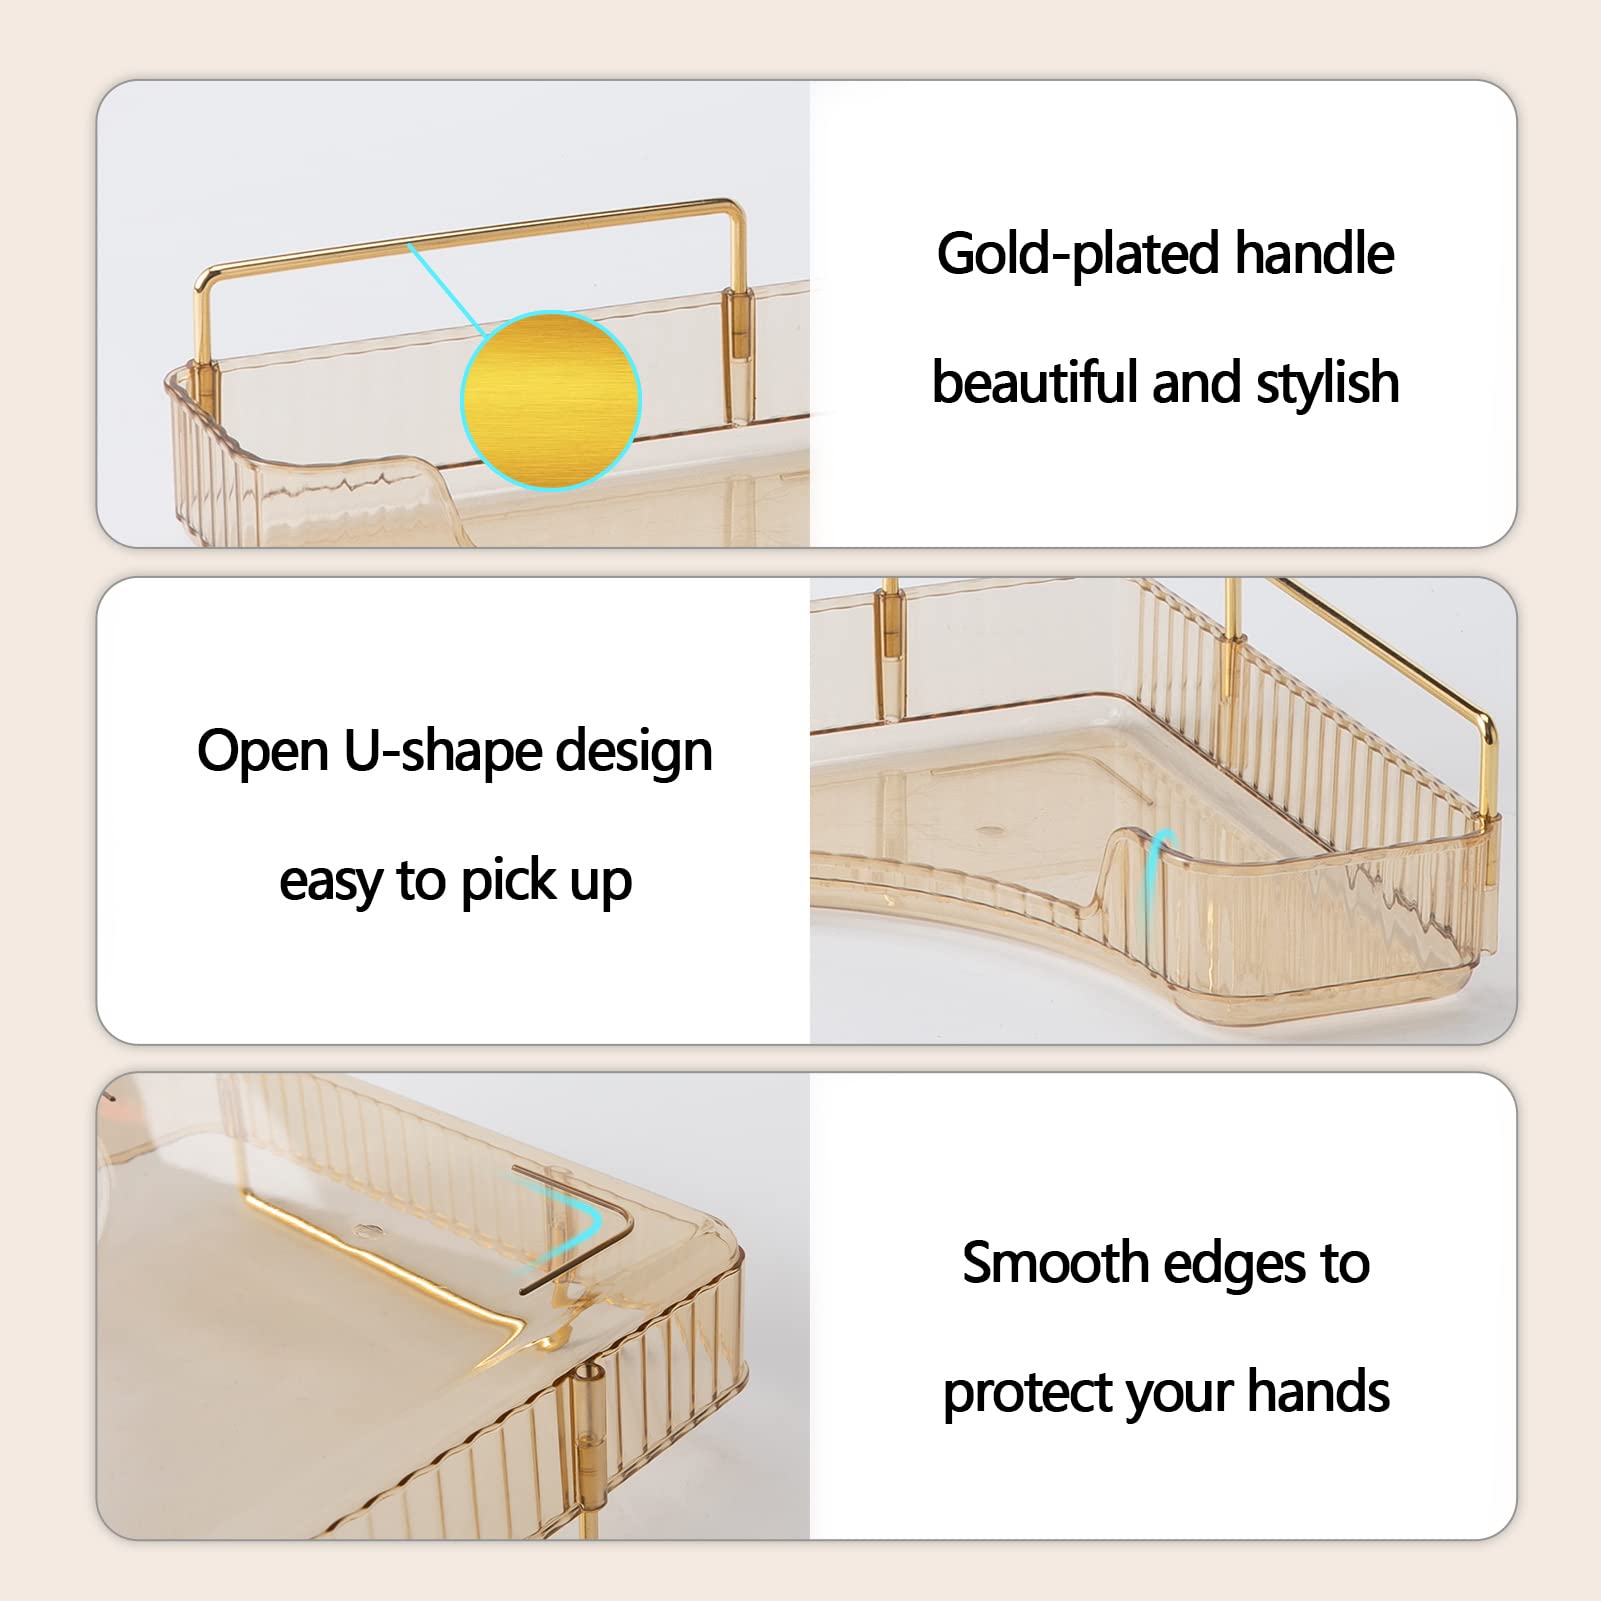 Gold-plated handle
beautiful and stylish
Open U-shape design
easy to pick up
Smooth edges to
protect your hands